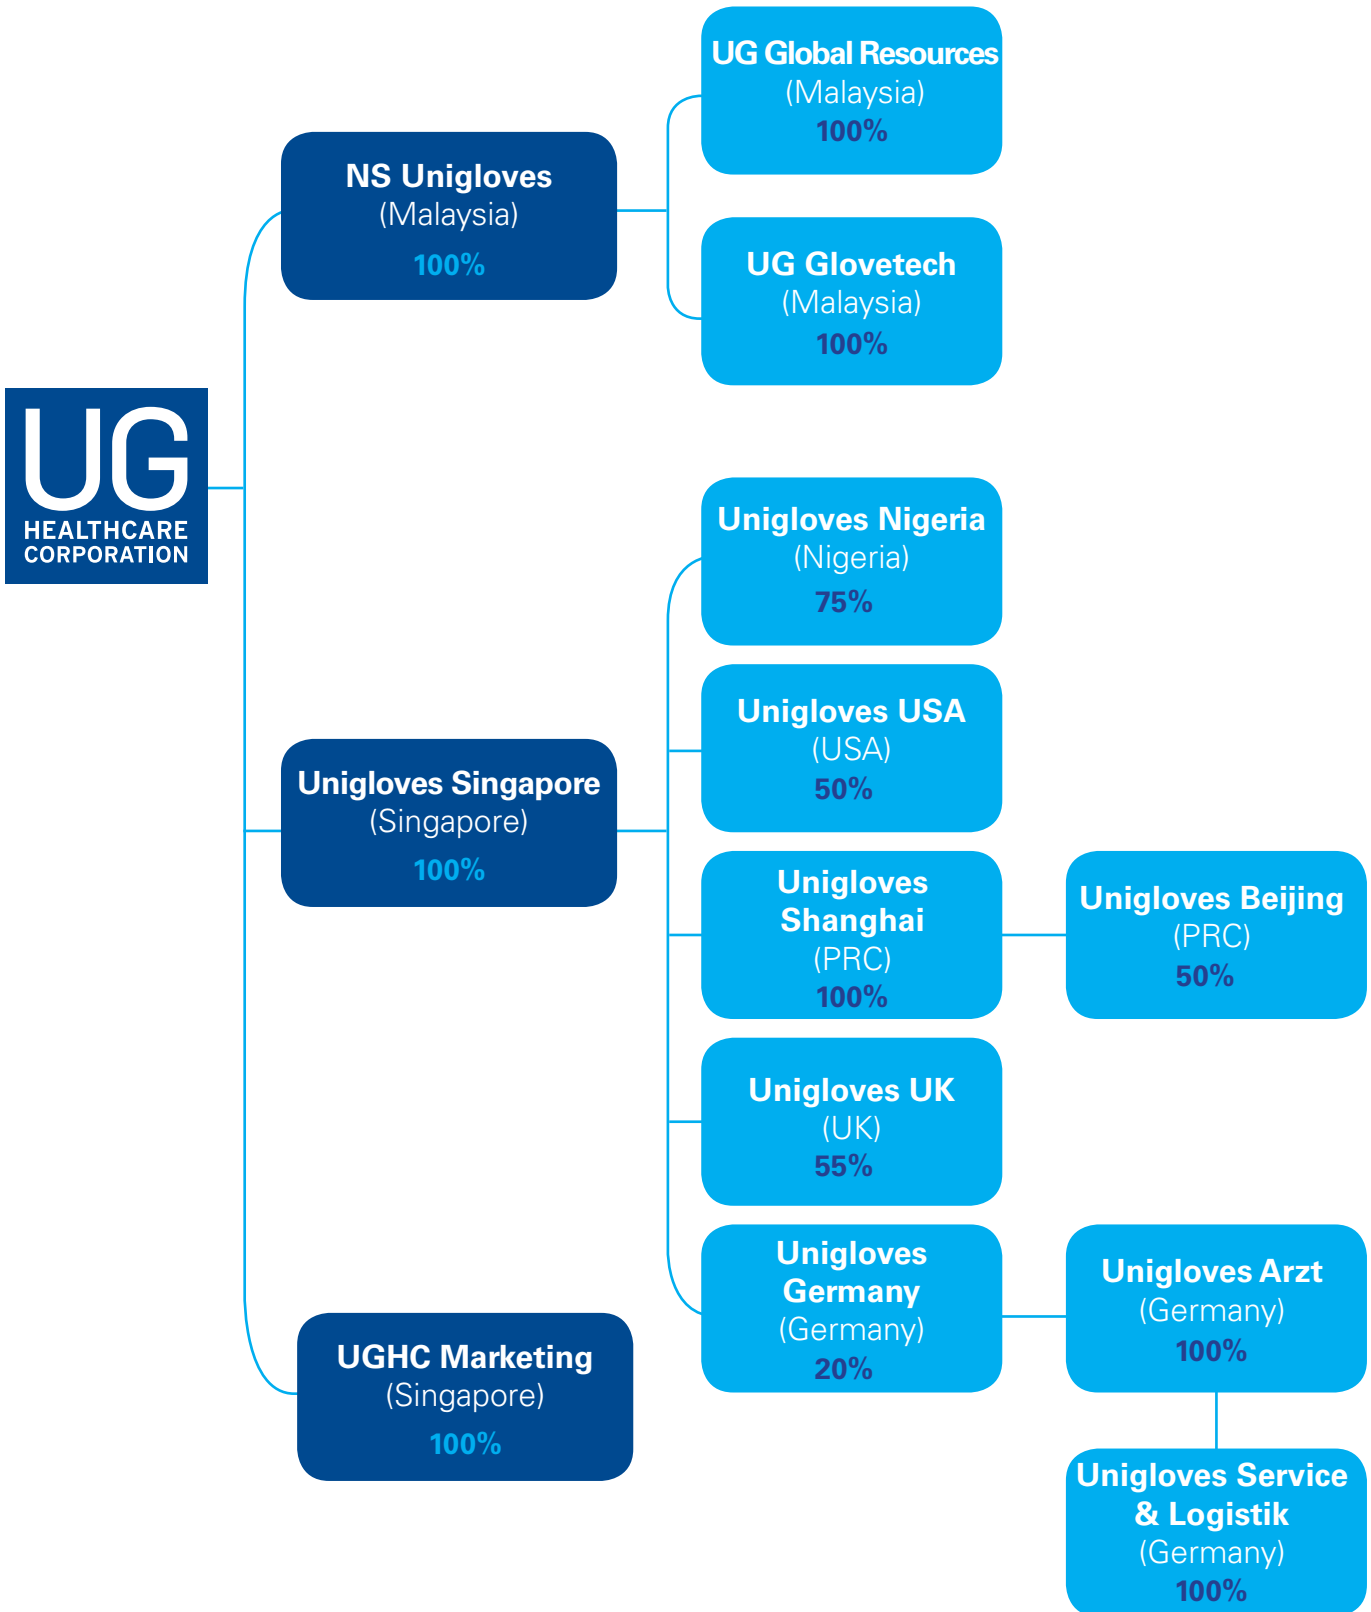 UG
HEALTHCARE
CORPORATION
NS Unigloves
(Malaysia)
100%
UG Global Resources
(Malaysia)
100%
UG Glovetech
(Malaysia)
100%
Unigloves Singapore
(Singapore)
100%
Unigloves Nigeria
(Nigeria)
75%
Unigloves USA
(USA)
50%
Unigloves
Shanghai
(PRC)
100%
Unigloves Beijing
(PRC)
50%
Unigloves UK
(UK)
55%
Unigloves
Germany
(Germany)
20%
Unigloves Arzt
(Germany)
100%
Unigloves Service
& Logistik
(Germany)
100%
UGHC Marketing
(Singapore)
100%